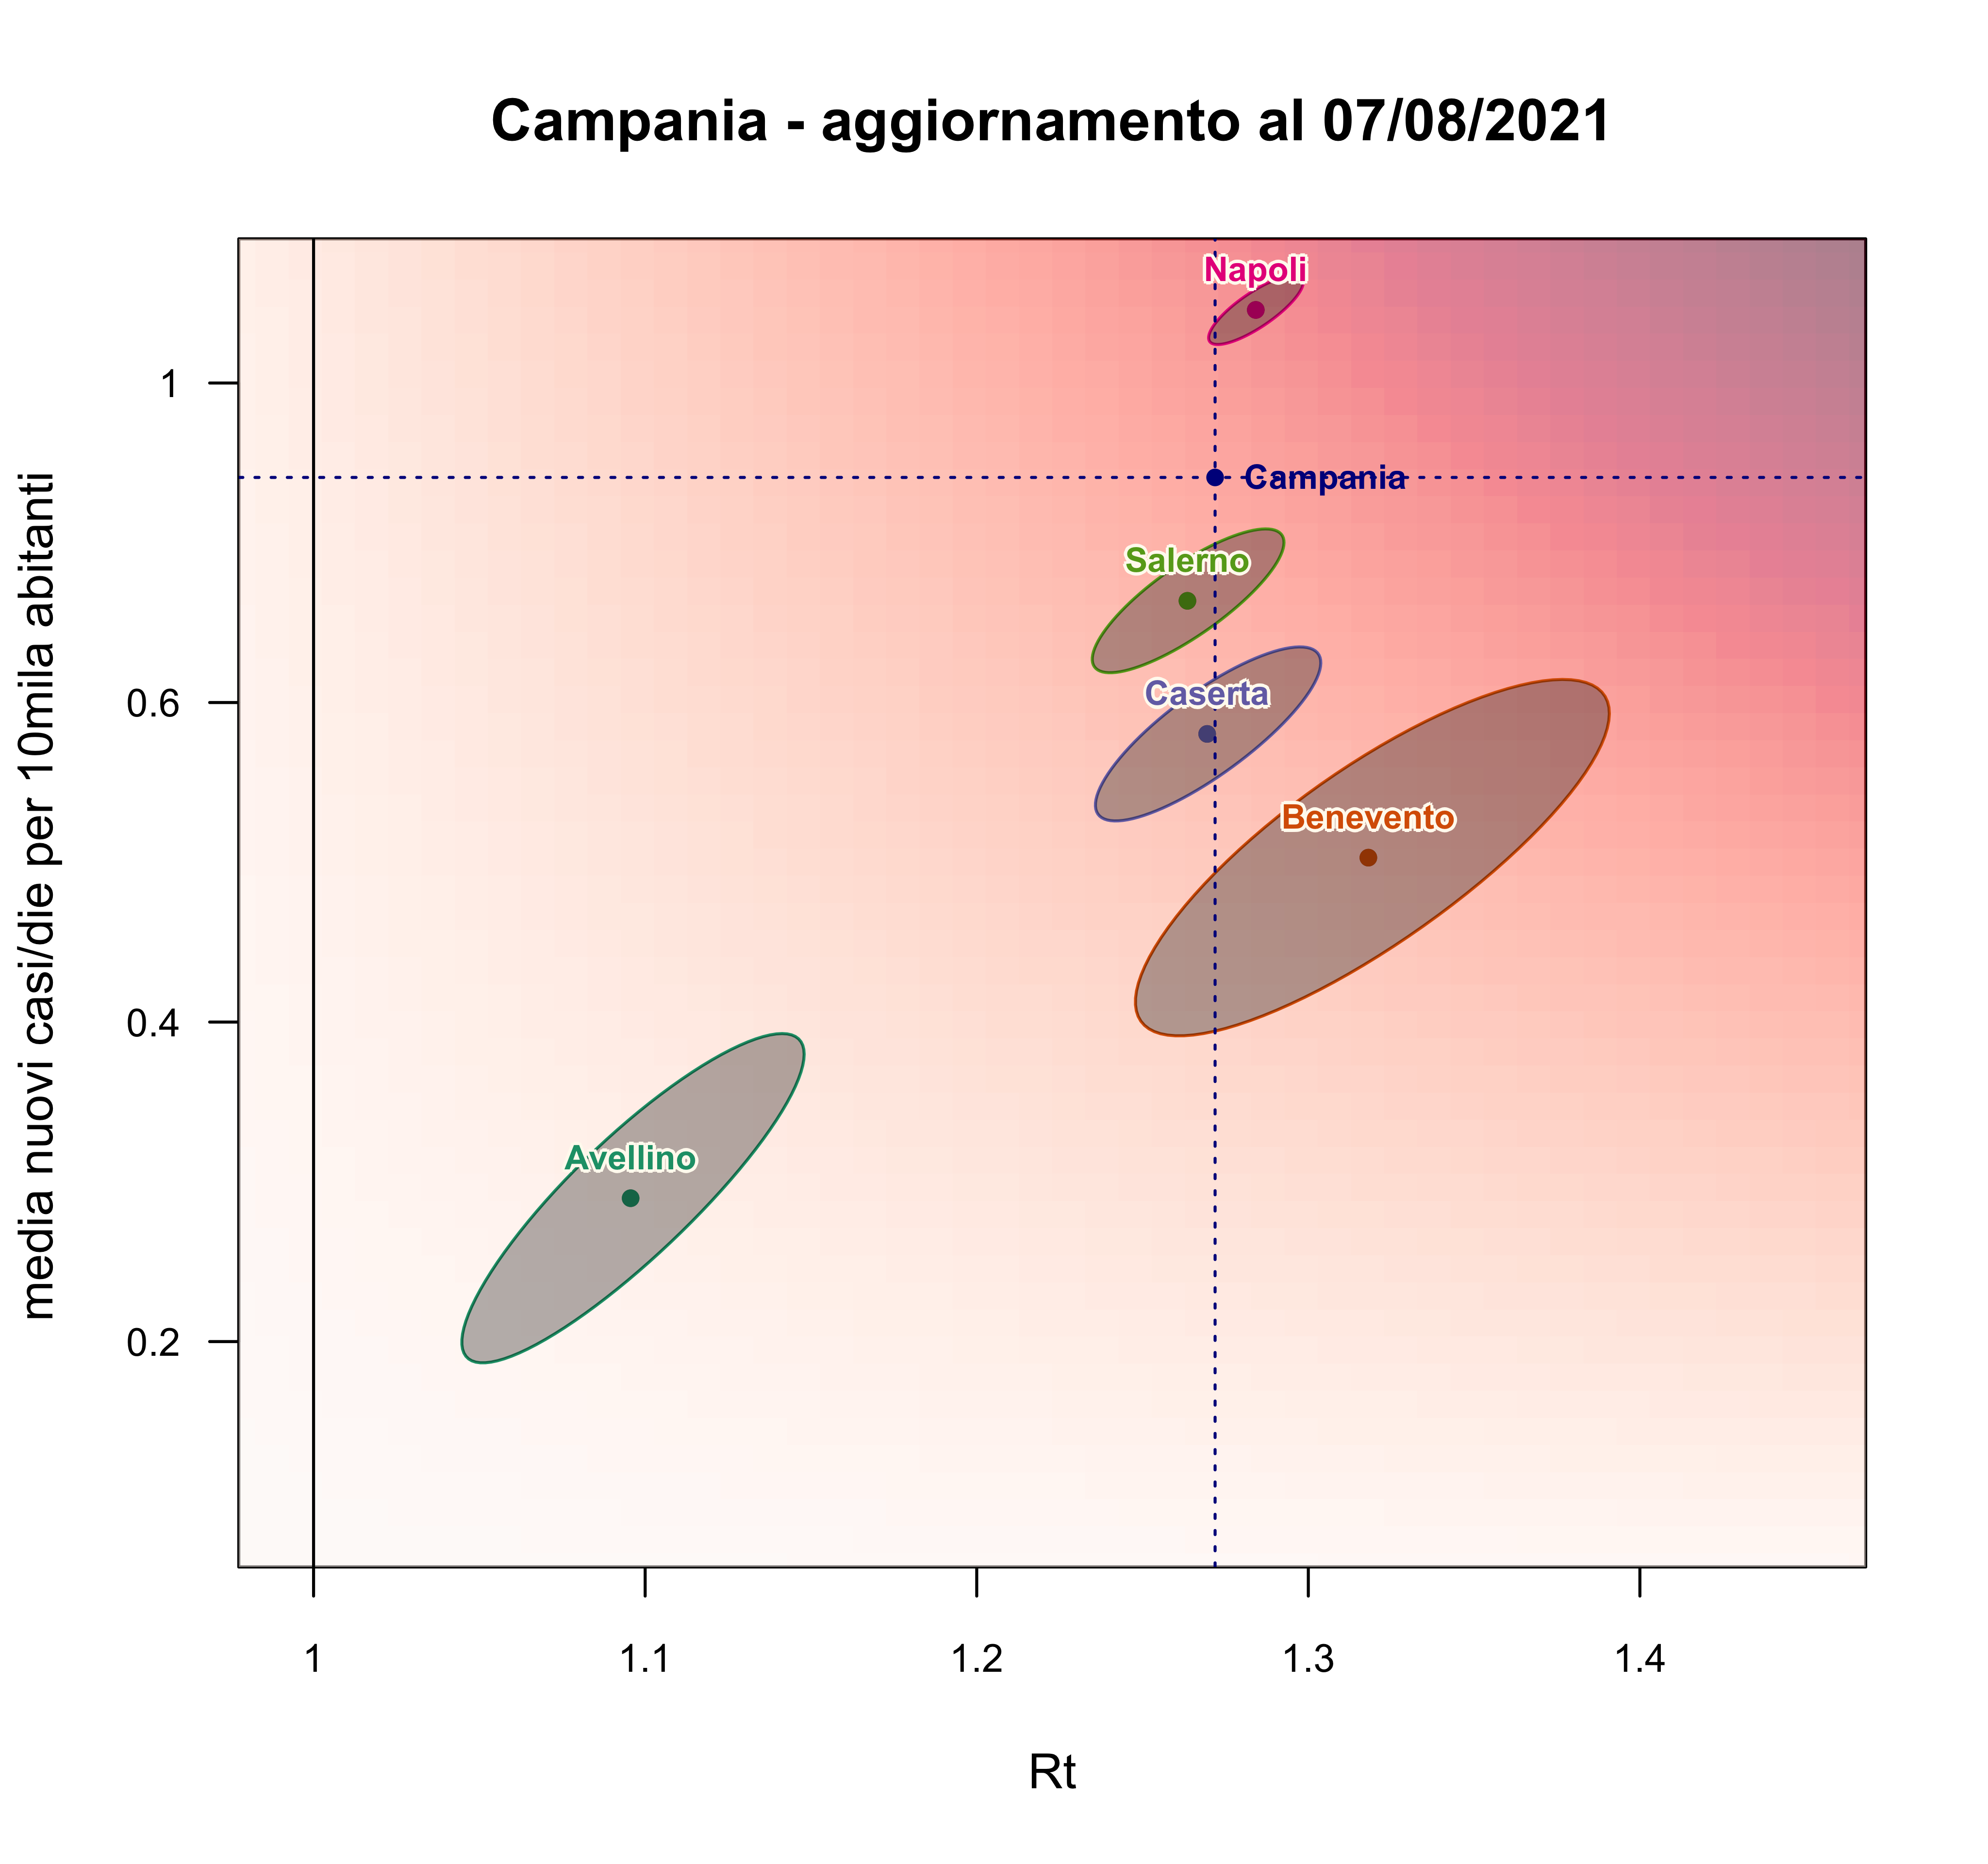 Campania - aggiornamento al 07/08/2021
Napoli
1
Campania
Salerno
Caserta
0.6
Benevento
0.4
Avellino
0.2
media nuovi casi/die per 10mila abitanti
1 1.1 1.2 1.3 1.4
Rt